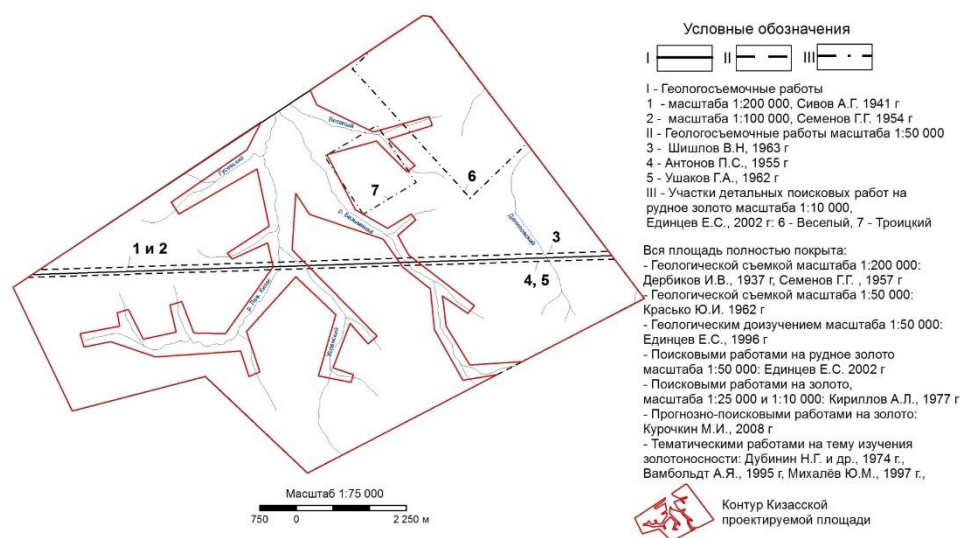 Условные обозначения
I II III
I - Геологосъемочные работы
1 - масштаба 1:200 000, Сивов А.Г. 1941 г
2 - масштаба 1:100 000, Семенов Г.Г. 1954 г
II - Геологосъемочные работы масштаба 1:50 000
3 - Шишлов В.Н, 1963 г
4 - Антонов П.С., 1955 г
5 - Ушаков Г.А., 1962 г
III - Участки детальных поисковых работ на
рудное золото масштаба 1:10 000,
Единцев Е.С., 2002 г: 6 - Веселый, 7 - Троицкий
Вся площадь полностью покрыта:
- Геологической съемкой масштаба 1:200 000:
Дербиков И.В., 1937 г, Семенов Г.Г. , 1957 г
- Геологической съемкой масштаба 1:50 000:
Красько Ю.И. 1962 г
- Геологическим доизучением масштаба 1:50 000:
Единцев Е.С., 1996 г
- Поисковыми работами на рудное золото
масштаба 1:50 000: Единцев Е.С. 2002 г
- Поисковыми работами на золото,
масштаба 1:25 000 и 1:10 000: Кириллов А.Л., 1977 г
- Прогнозно-поисковыми работами на золото:
Курочкин М.И., 2008 г
- Тематическими работами на тему изучения
золотоносности: Дубинин Н.Г. и др., 1974 г.,
Вамбольдт А.Я., 1995 г, Михалёв Ю.М., 1997 г.,
Контур Кизасской
проектируемой площади
Веселый
Гусевский
7
6
р. Безымянка
1 и 2
3
4, 5
р. Прв. Кизас
Масштаб 1:75 000
750 0 2 250 м